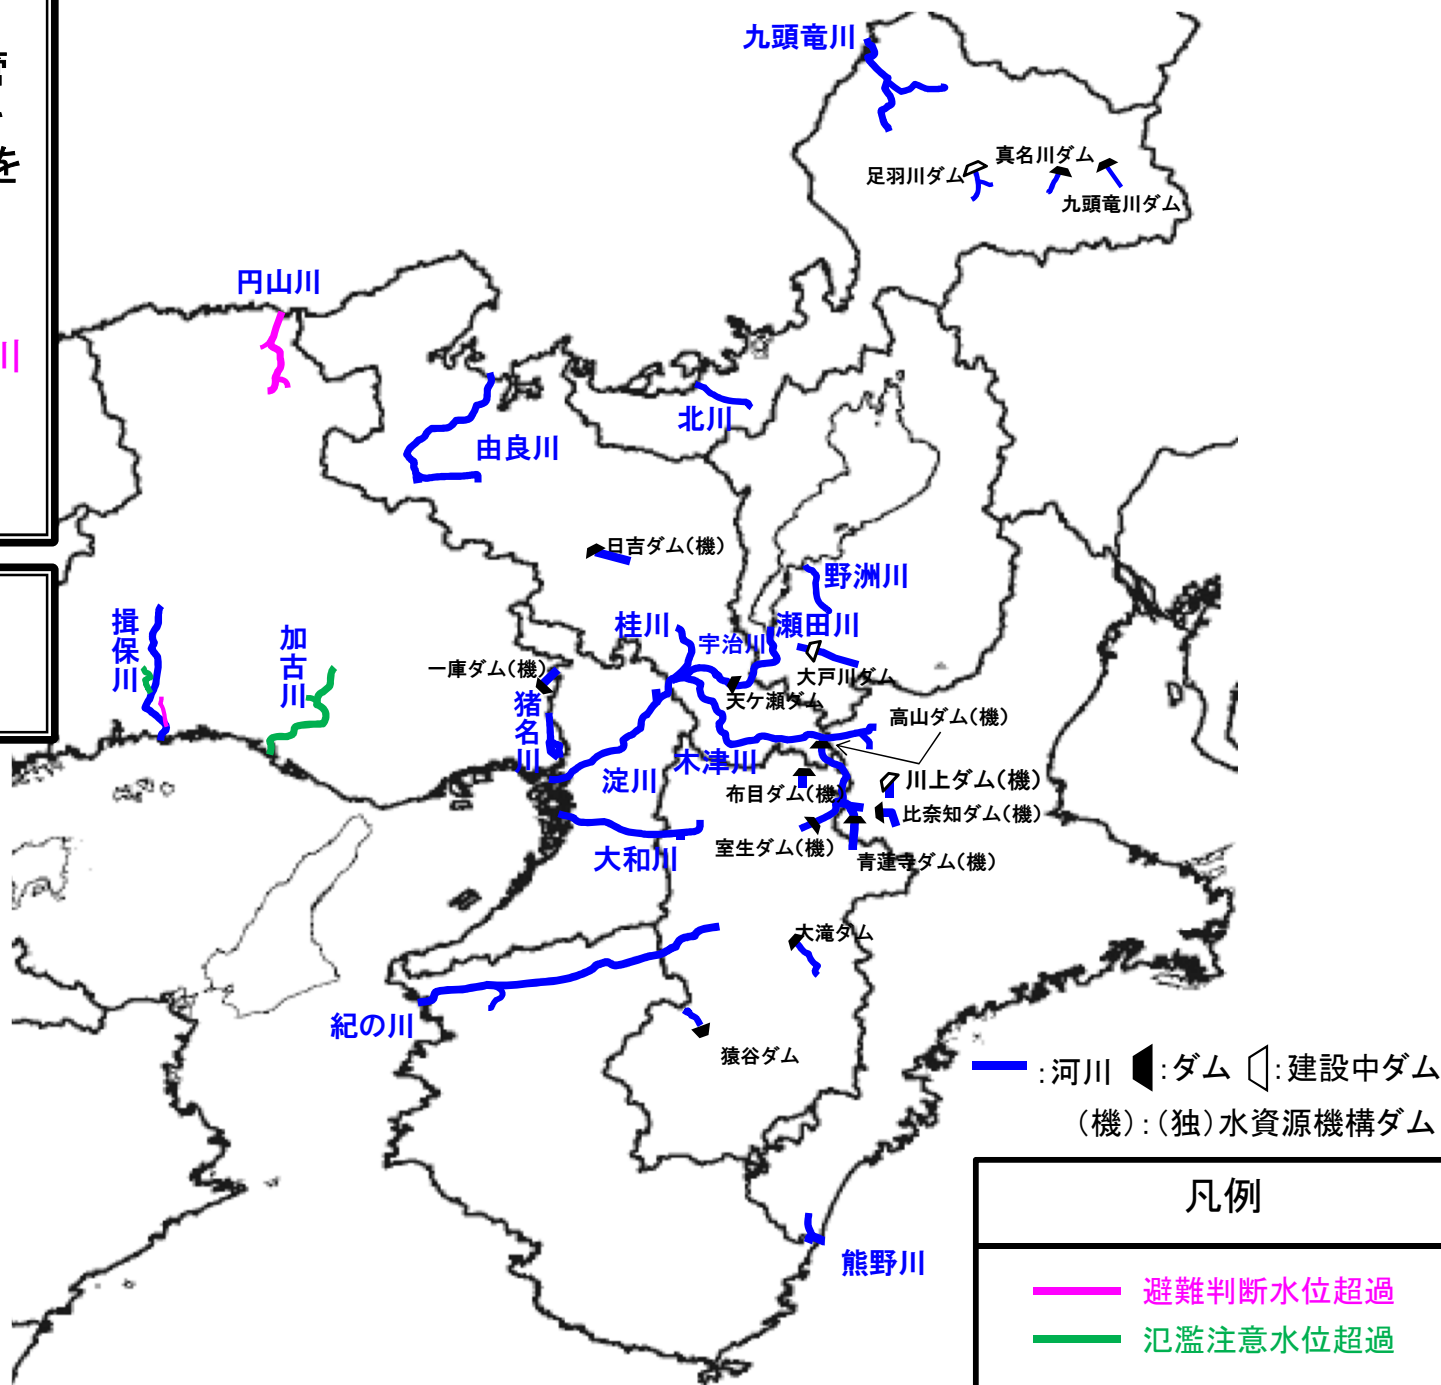 を
川
九頭竜川
真名川ダム
足羽川ダム
九頭竜川ダム
円山川
北川
由良川
日吉ダム(機)
野洲川
揖保川
加古川
桂川
宇治川
瀬田川
一庫ダム(機)
大戸川ダム
天ケ瀬ダム
猪名川
高山ダム(機)
木津川
淀川
川上ダム(機)
布目ダム(機)
比奈知ダム(機)
室生ダム(機)
大和川
青蓮寺ダム(機)
大滝ダム
紀の川
猿谷ダム
:河川 :ダム :建設中ダム
(機):(独)水資源機構ダム
凡例
熊野川
避難判断水位超過
氾濫注意水位超過